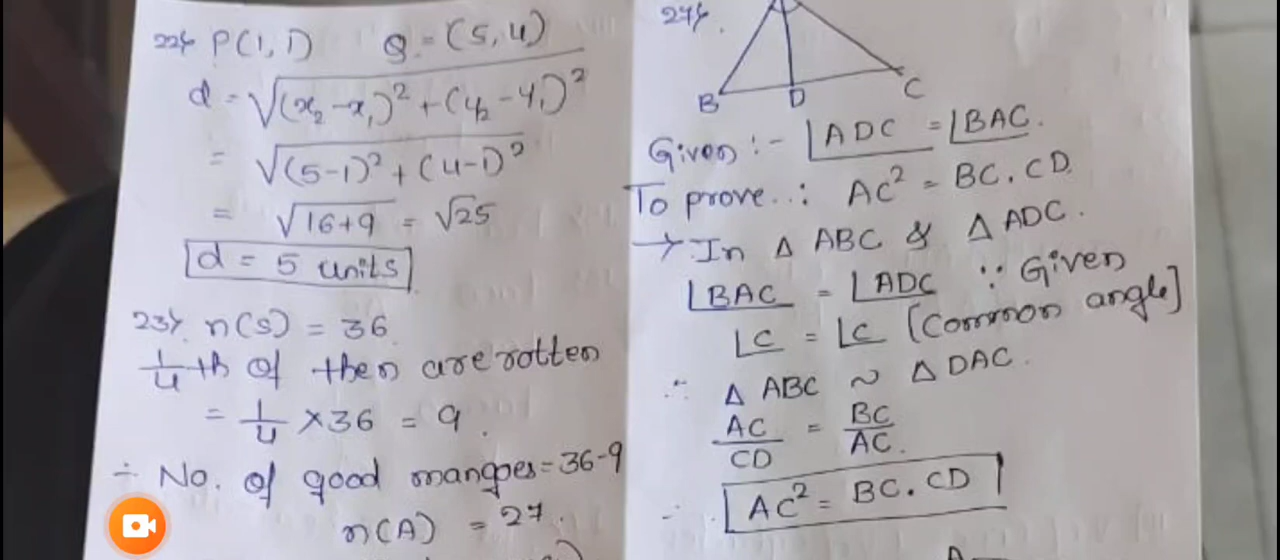 22) P(1,1) Q = (5,4)
d = √(x₂-x₁)² + (y₂-y₁)²
= √(5-1)² + (4-1)²
= √16+9 = √25
d = 5 units
23) n(S) = 36
1/4 th of then are rotten
= 1/4 × 36 = 9.
∴ No. of good mangoes = 36-9
n(A) = 27.
27).
B D C
Given :- ∠ADC = ∠BAC.
To prove..: AC² = BC.CD
→ In △ ABC & △ ADC.
∠BAC = ∠ADC ∵ Given
∠C = ∠C [Common angle]
∴ △ ABC ~ △ DAC.
AC/CD = BC/AC.
∴ AC² = BC.CD
A